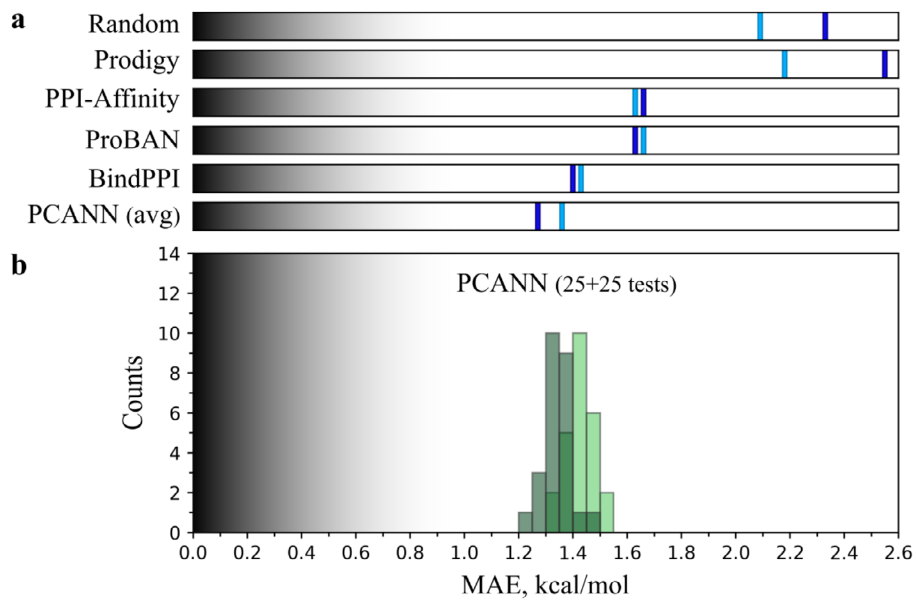 a
Random
Prodigy
PPI-Affinity
ProBAN
BindPPI
PCANN (avg)
b
PCANN (25+25 tests)
Counts
14
12
10
8
6
4
2
0
0.0 0.2 0.4 0.6 0.8 1.0 1.2 1.4 1.6 1.8 2.0 2.2 2.4 2.6
MAE, kcal/mol